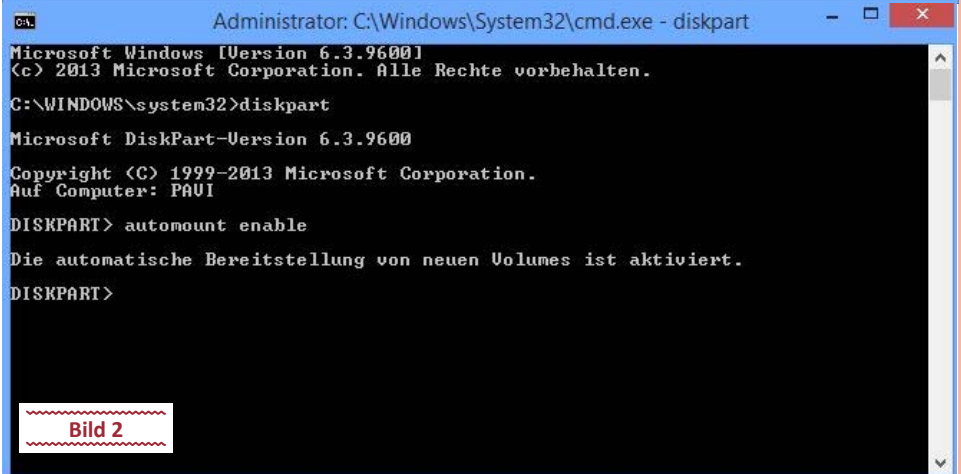 Administrator: C:\Windows\System32\cmd.exe - diskpart
Microsoft Windows [Version 6.3.9600]
(c) 2013 Microsoft Corporation. Alle Rechte vorbehalten.
C:\WINDOWS\system32>diskpart
Microsoft DiskPart-Version 6.3.9600
Copyright (C) 1999-2013 Microsoft Corporation.
Auf Computer: PAVI
DISKPART> automount enable
Die automatische Bereitstellung von neuen Volumes ist aktiviert.
DISKPART>
Bild 2